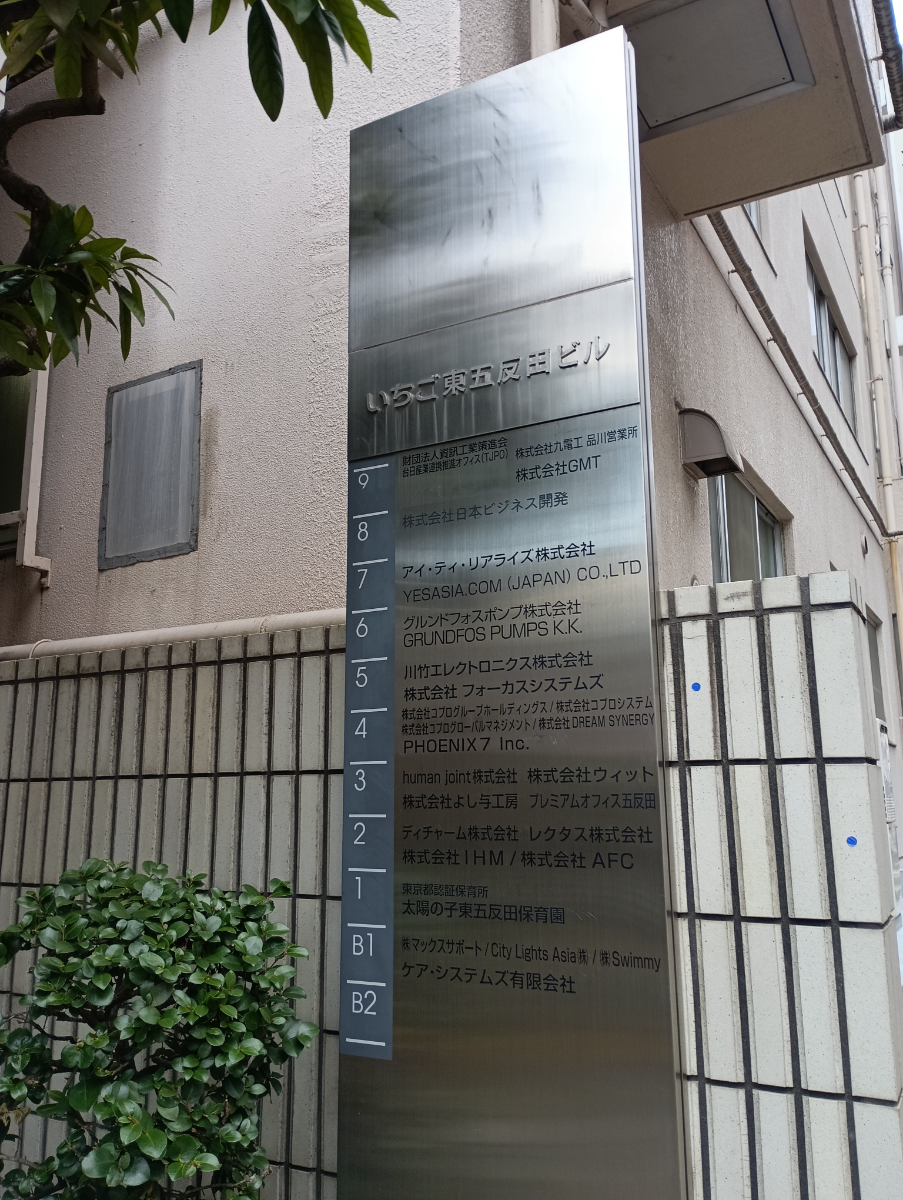 いちご東五反田ビル
9
財団法人資訊工業策進会
台日産業連携推進オフィス(TJPO)
株式会社九電工 品川営業所
株式会社GMT
8
株式会社日本ビジネス開発
7
アイ・ティ・リアライズ株式会社
YESASIA.COM (JAPAN) CO.,LTD
6
グルンドフォスポンプ株式会社
GRUNDFOS PUMPS K.K.
5
川竹エレクトロニクス株式会社
株式会社 フォーカスシステムズ
4
株式会社コプログループホールディングス/株式会社コプロシステム
株式会社コプログローバルマネジメント/株式会社DREAM SYNERGY
PHOENIX7 Inc.
3
human joint株式会社 株式会社ウィット
株式会社よし与工房 プレミアムオフィス五反田
2
ディチャーム株式会社 レクタス株式会社
株式会社IHM/株式会社AFC
1
東京都認証保育所
太陽の子東五反田保育園
B1
㈱マックスサポート/City Lights Asia㈱/㈱Swimmy
ケア・システムズ有限会社
B2